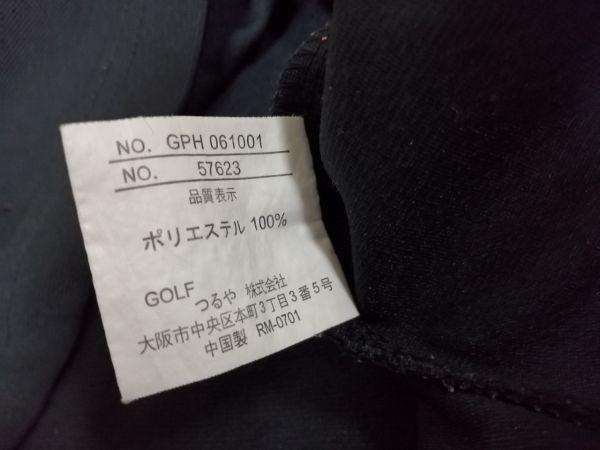 NO. GPH 061001
NO. 57623
品質表示
ポリエステル 100%
GOLF つるや 株式会社
大阪市中央区本町3丁目3番5号
中国製 RM-0701